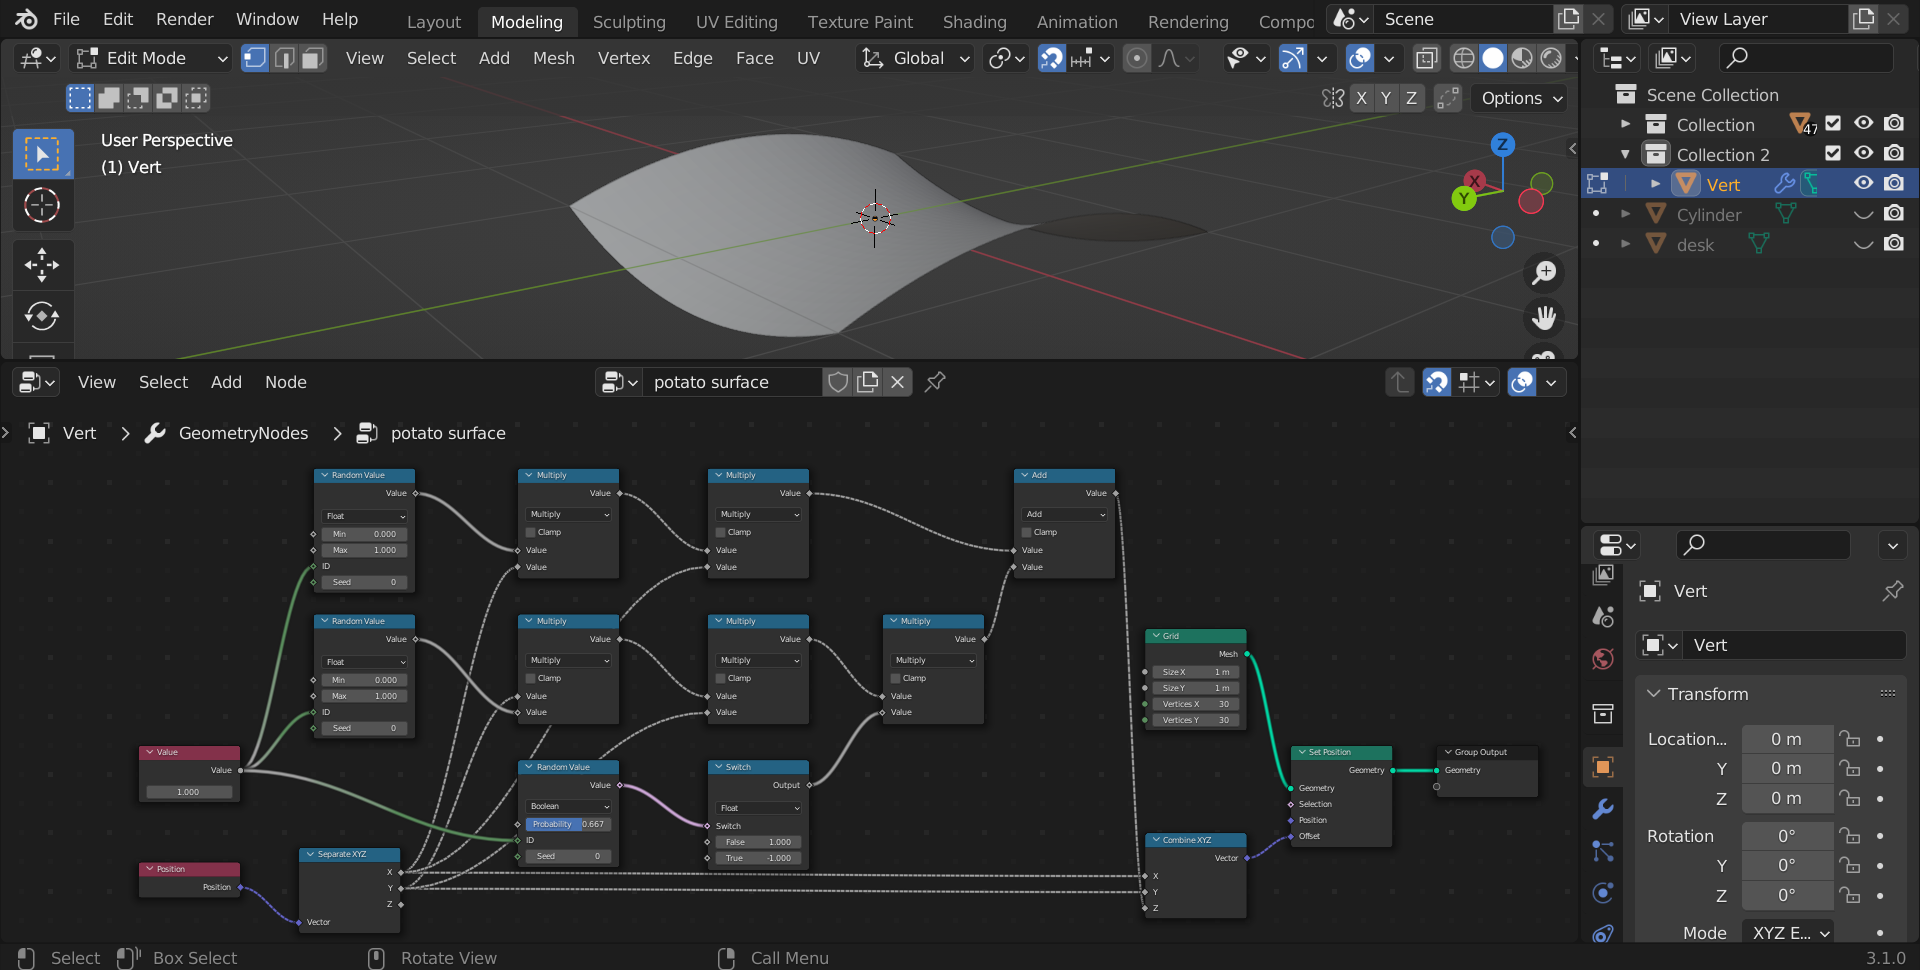 File Edit Render Window Help Layout Modeling Sculpting UV Editing Texture Paint Shading Animation Rendering Compo Scene View Layer
Edit Mode View Select Add Mesh Vertex Edge Face UV Global
X Y Z Options
User Perspective
(1) Vert
Z
X
Y
Scene Collection
Collection 47
Collection 2
Vert
Cylinder
desk
View Select Add Node potato surface
Vert GeometryNodes potato surface
Random Value
Value
Float
Min 0.000
Max 1.000
ID
Seed 0
Multiply
Value
Multiply
Clamp
Value
Value
Multiply
Value
Multiply
Clamp
Value
Value
Add
Value
Add
Clamp
Value
Value
Random Value
Value
Float
Min 0.000
Max 1.000
ID
Seed 0
Multiply
Value
Multiply
Clamp
Value
Value
Multiply
Value
Multiply
Clamp
Value
Value
Multiply
Value
Multiply
Clamp
Value
Value
Grid
Mesh
Size X 1 m
Size Y 1 m
Vertices X 30
Vertices Y 30
Value
Value
1.000
Random Value
Value
Boolean
Probability 0.667
ID
Seed 0
Switch
Output
Float
Switch
False 1.000
True -1.000
Set Position
Geometry
Geometry
Selection
Position
Offset
Group Output
Geometry
Position
Position
Separate XYZ
X
Y
Z
Vector
Combine XYZ
Vector
X
Y
Z
Vert
Vert
Transform
Location... 0 m
Y 0 m
Z 0 m
Rotation 0°
Y 0°
Z 0°
Mode XYZ E...
Select Box Select Rotate View Call Menu 3.1.0